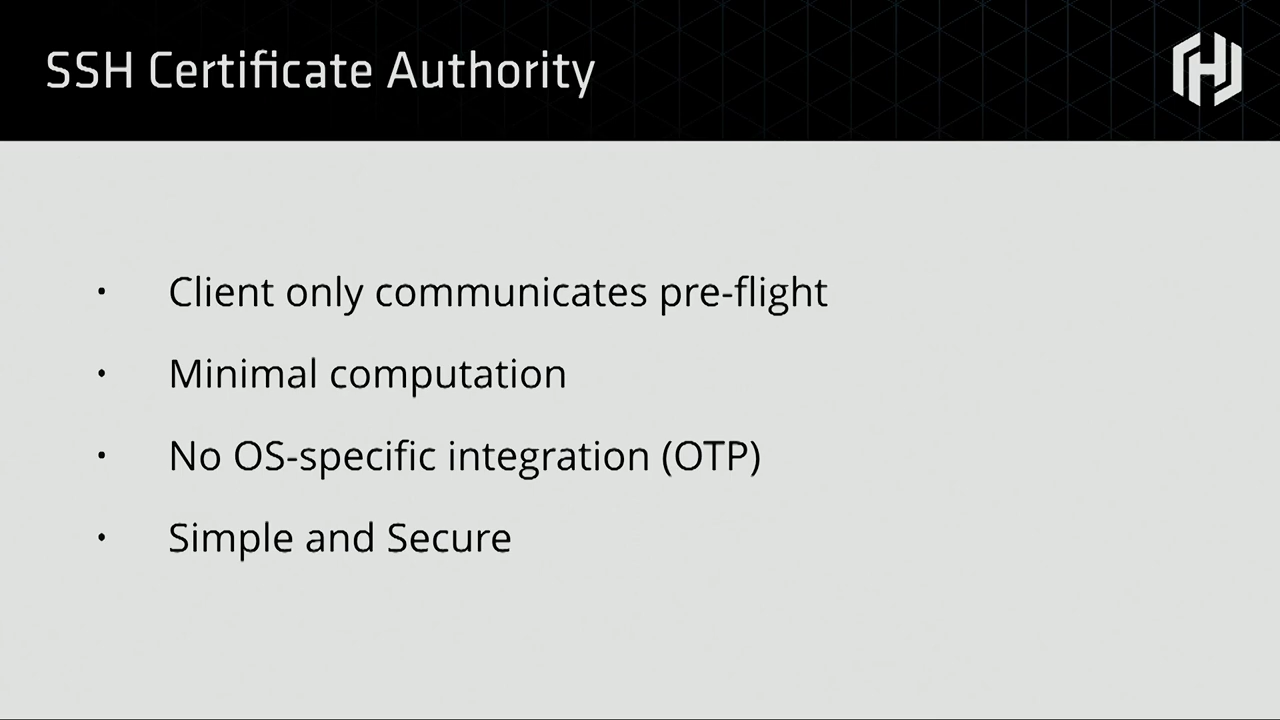 SSH Certificate Authority
• Client only communicates pre-flight
• Minimal computation
• No OS-specific integration (OTP)
• Simple and Secure